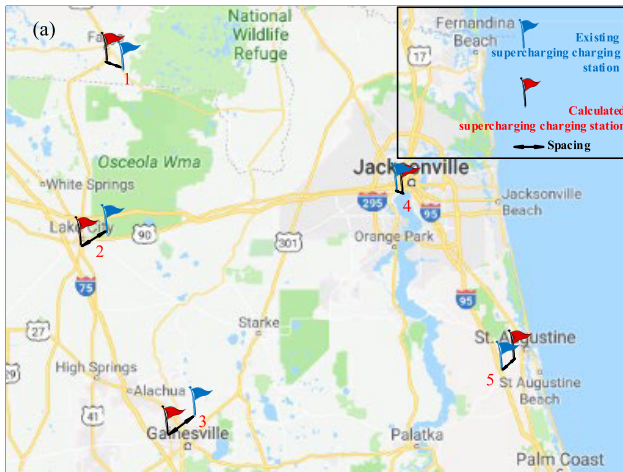 (a)
National
Wildlife
Refuge
17
Fernandina
Beach
Existing
supercharging charging
station
Calculated
supercharging charging station
Spacing
1
Osceola Wma
White Springs
Jacksonville
295
4
95
Jacksonville
Beach
Lake City
2
90
301
Orange Park
75
95
27
Starke
St. Augustine
High Springs
29
5
St Augustine
Beach
Alachua
41
3
Gainesville
Palatka
Palm Coast